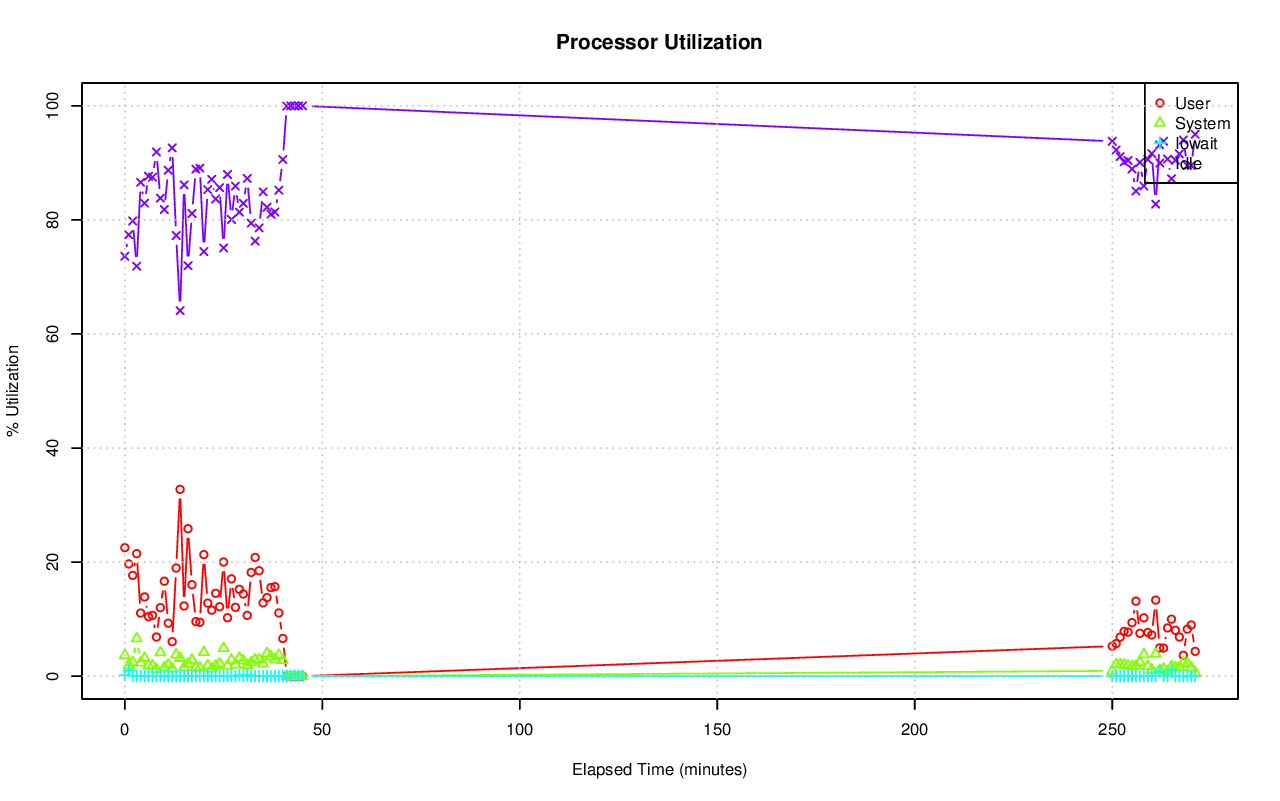 Processor Utilization
User
System
Iowait
Idle
100
80
60
40
20
0
% Utilization
0 50 100 150 200 250
Elapsed Time (minutes)